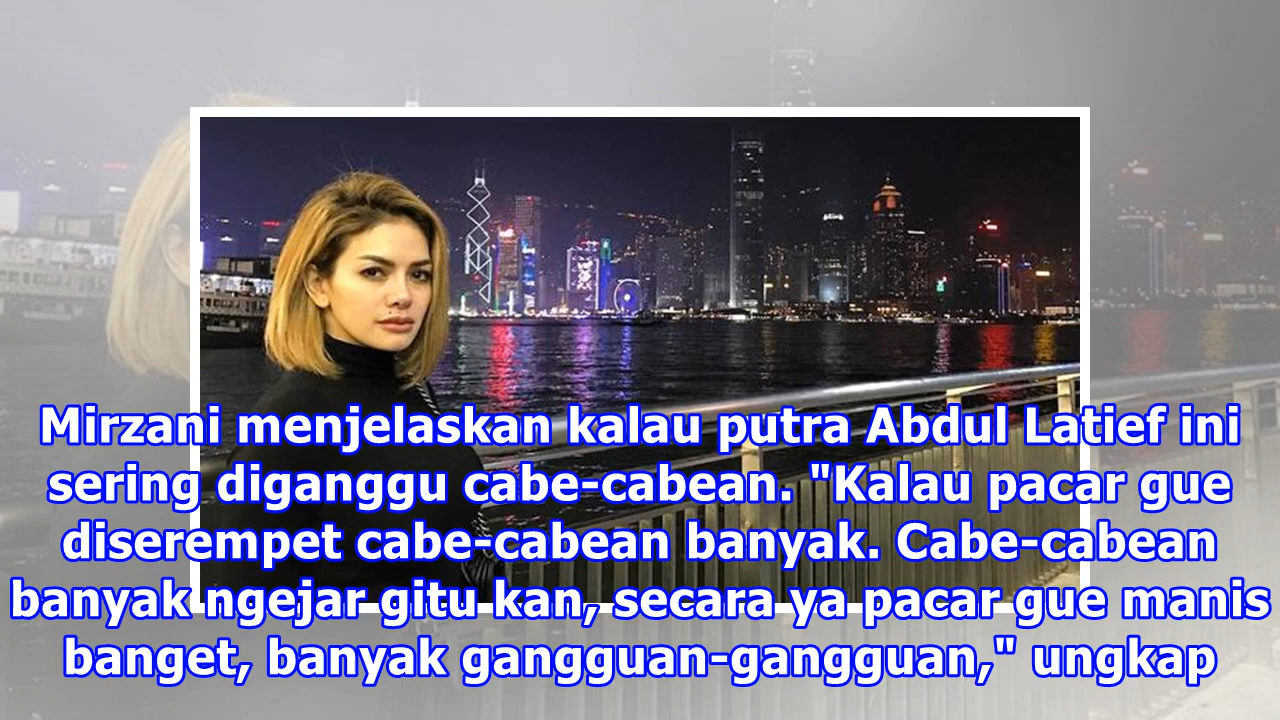 Mirzani menjelaskan kalau putra Abdul Latief ini
sering diganggu cabe-cabean. "Kalau pacar gue
diserempet cabe-cabean banyak. Cabe-cabean
banyak ngejar gitu kan, secara ya pacar gue manis
banget, banyak gangguan-gangguan," ungkap